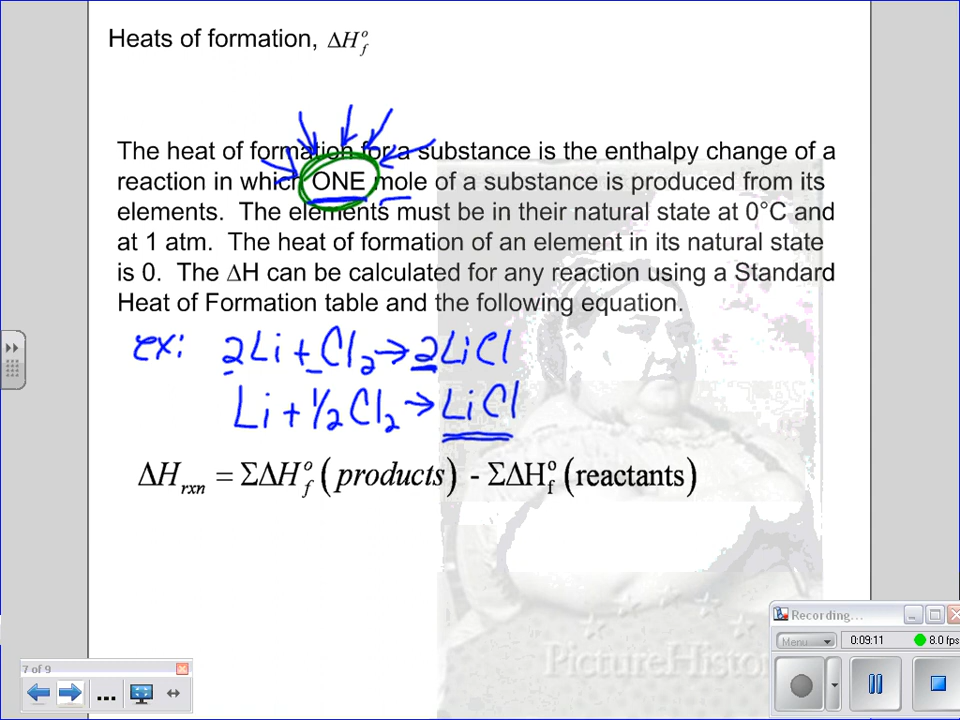 Heats of formation, ΔH°f
The heat of formation for a substance is the enthalpy change of a
reaction in which ONE mole of a substance is produced from its
elements. The elements must be in their natural state at 0°C and
at 1 atm. The heat of formation of an element in its natural state
is 0. The ΔH can be calculated for any reaction using a Standard
Heat of Formation table and the following equation.
ex: 2Li + Cl₂ → 2LiCl
Li + 1/2 Cl₂ → LiCl
ΔHrxn = ΣΔH°f (products) - ΣΔH°f (reactants)
PictureHisto
Recording...
Menu
0:09:11
8.0 fps
7 of 9
...